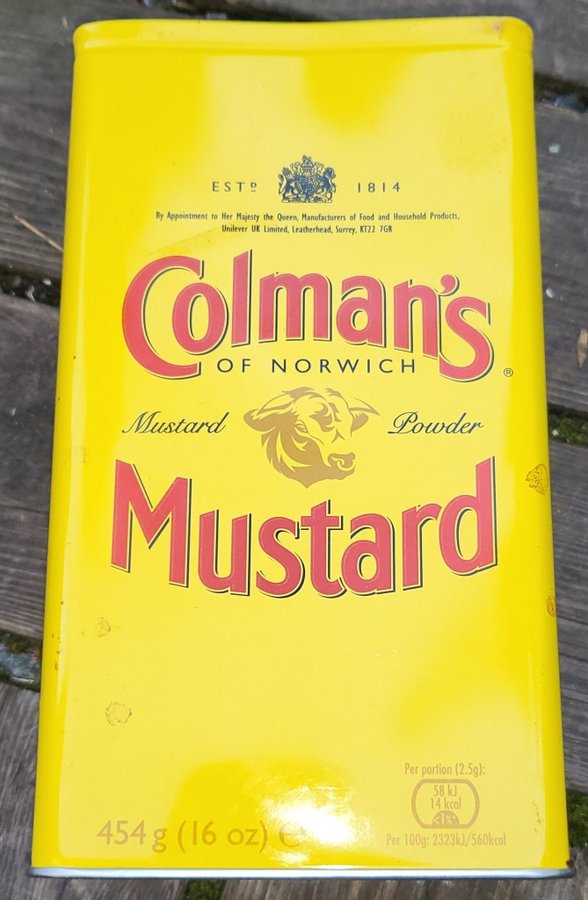 ESTD 1814
By Appointment to Her Majesty the Queen, Manufacturers of Food and Household Products,
Unilever UK Limited, Leatherhead, Surrey, KT22 7GR
Colman's
®
OF NORWICH
Mustard Powder
Mustard
Per portion (2.5g):
58 kJ
14 kcal
<1%*
454 g (16 oz) e
Per 100g: 2323kJ/560kcal